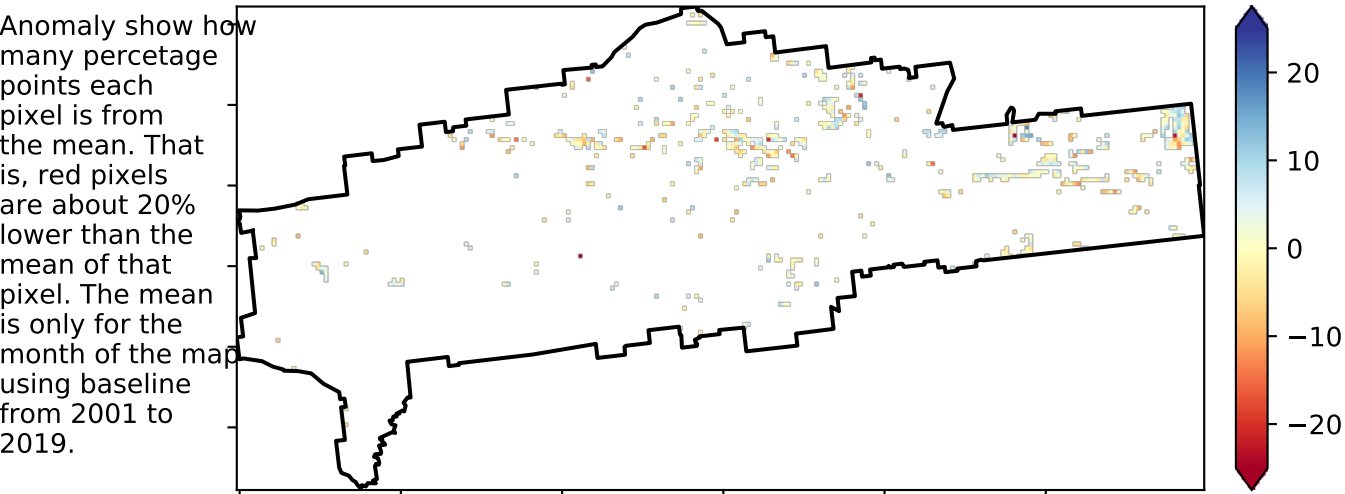 Anomaly show how
many percetage
points each
pixel is from
the mean. That
is, red pixels
are about 20%
lower than the
mean of that
pixel. The mean
is only for the
month of the map
using baseline
from 2001 to
2019.
20
10
0
−10
−20